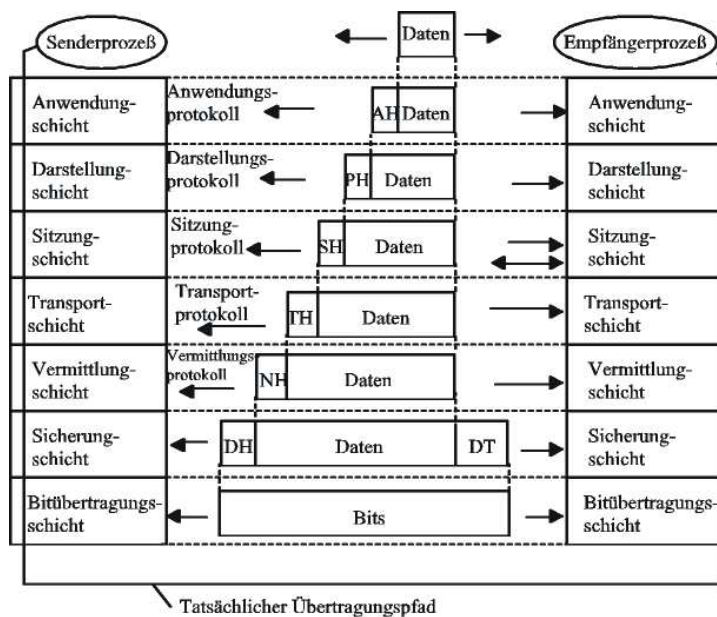 Senderprozeß
Daten
Empfängerprozeß
Anwendung-
schicht
Anwendungs-
protokoll
AH Daten
Anwendung-
schicht
Darstellung-
schicht
Darstellungs-
protokoll
PH Daten
Darstellung-
schicht
Sitzung-
schicht
Sitzung-
protokoll
SH Daten
Sitzung-
schicht
Transport-
schicht
Transport-
protokoll
TH Daten
Transport-
schicht
Vermittlung-
schicht
Vermittlungs
protokoll
NH Daten
Vermittlung-
schicht
Sicherung-
schicht
DH Daten DT
Sicherung-
schicht
Bitübertragungs-
schicht
Bits
Bitübertragungs-
schicht
Tatsächlicher Übertragungspfad